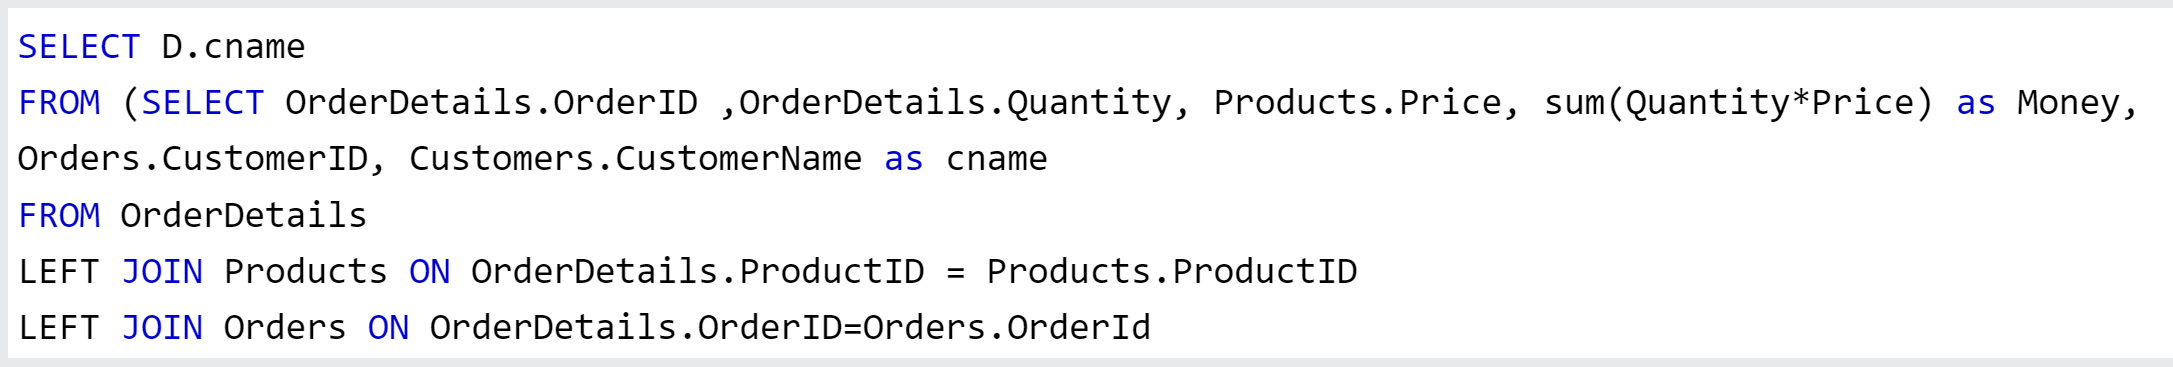 SELECT D.cname
FROM (SELECT OrderDetails.OrderID ,OrderDetails.Quantity, Products.Price, sum(Quantity*Price) as Money,
Orders.CustomerID, Customers.CustomerName as cname
FROM OrderDetails
LEFT JOIN Products ON OrderDetails.ProductID = Products.ProductID
LEFT JOIN Orders ON OrderDetails.OrderID=Orders.OrderId